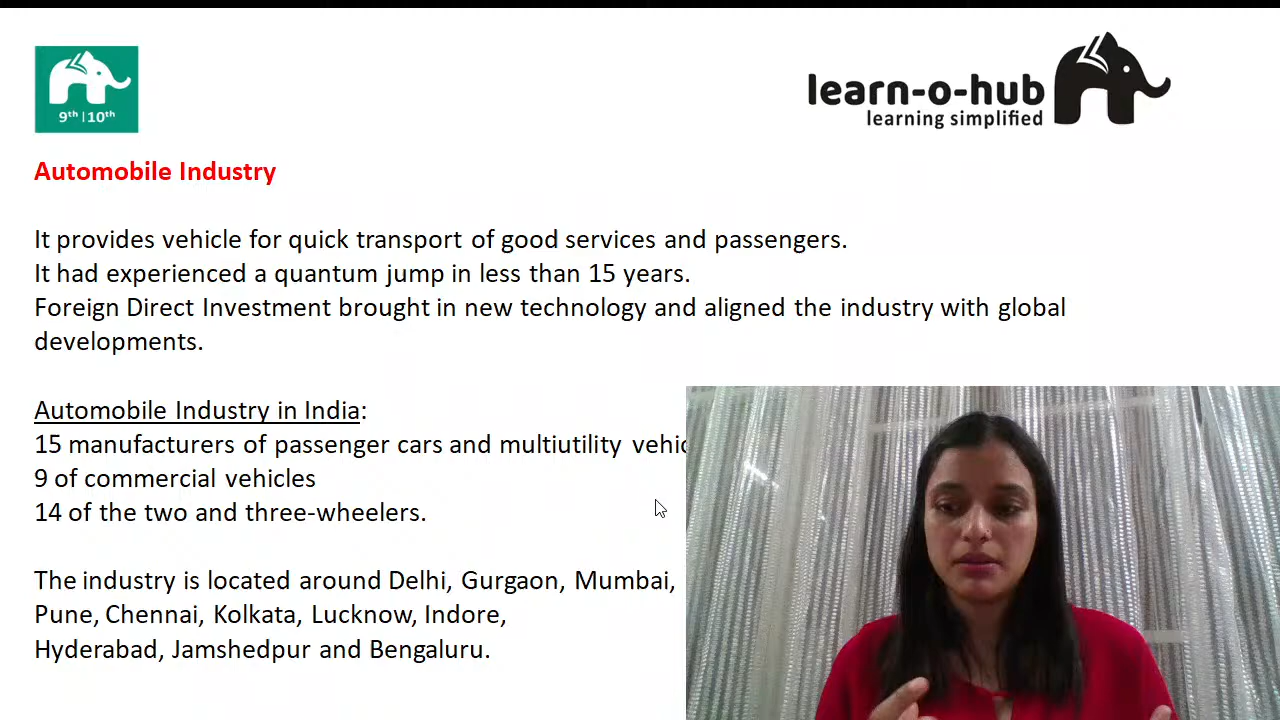 9th | 10th
learn-o-hub
learning simplified
Automobile Industry
It provides vehicle for quick transport of good services and passengers.
It had experienced a quantum jump in less than 15 years.
Foreign Direct Investment brought in new technology and aligned the industry with global
developments.
Automobile Industry in India:
15 manufacturers of passenger cars and multiutility
9 of commercial vehicles
14 of the two and three-wheelers.
The industry is located around Delhi, Gurgaon, Mumbai,
Pune, Chennai, Kolkata, Lucknow, Indore,
Hyderabad, Jamshedpur and Bengaluru.